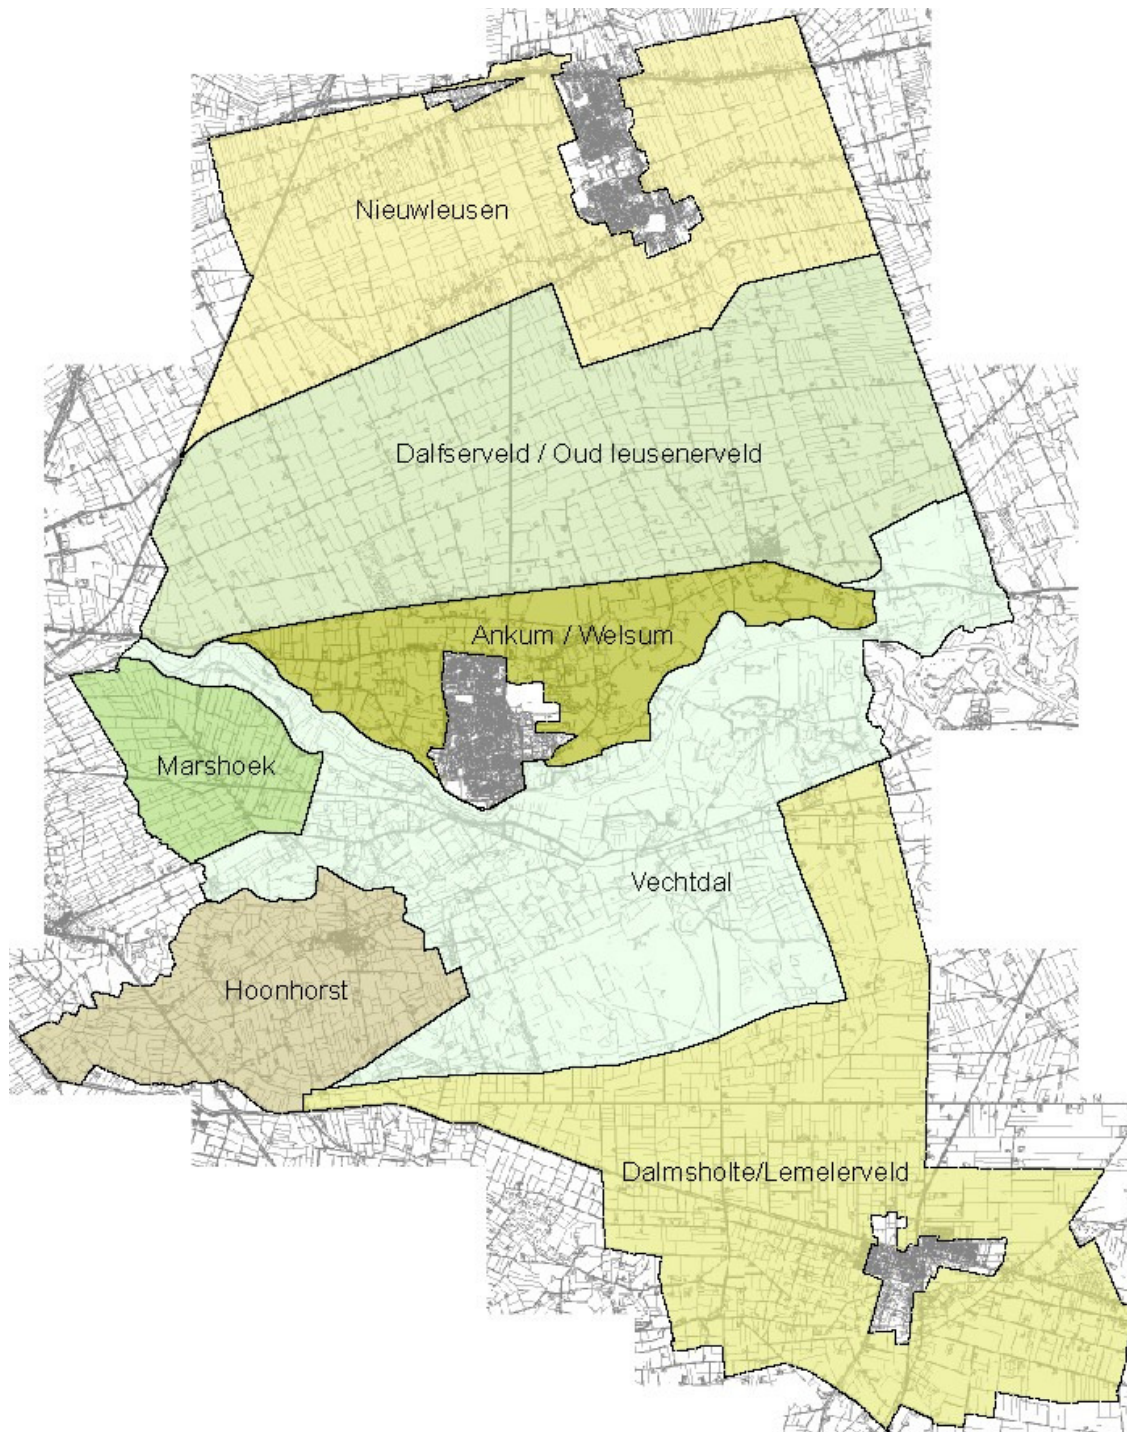 Nieuwleusen
Dalfserveld / Oud leusenerveld
Ankum / Welsum
Marshoek
Vechtdal
Hoonhorst
Dalmsholte/Lemelerveld